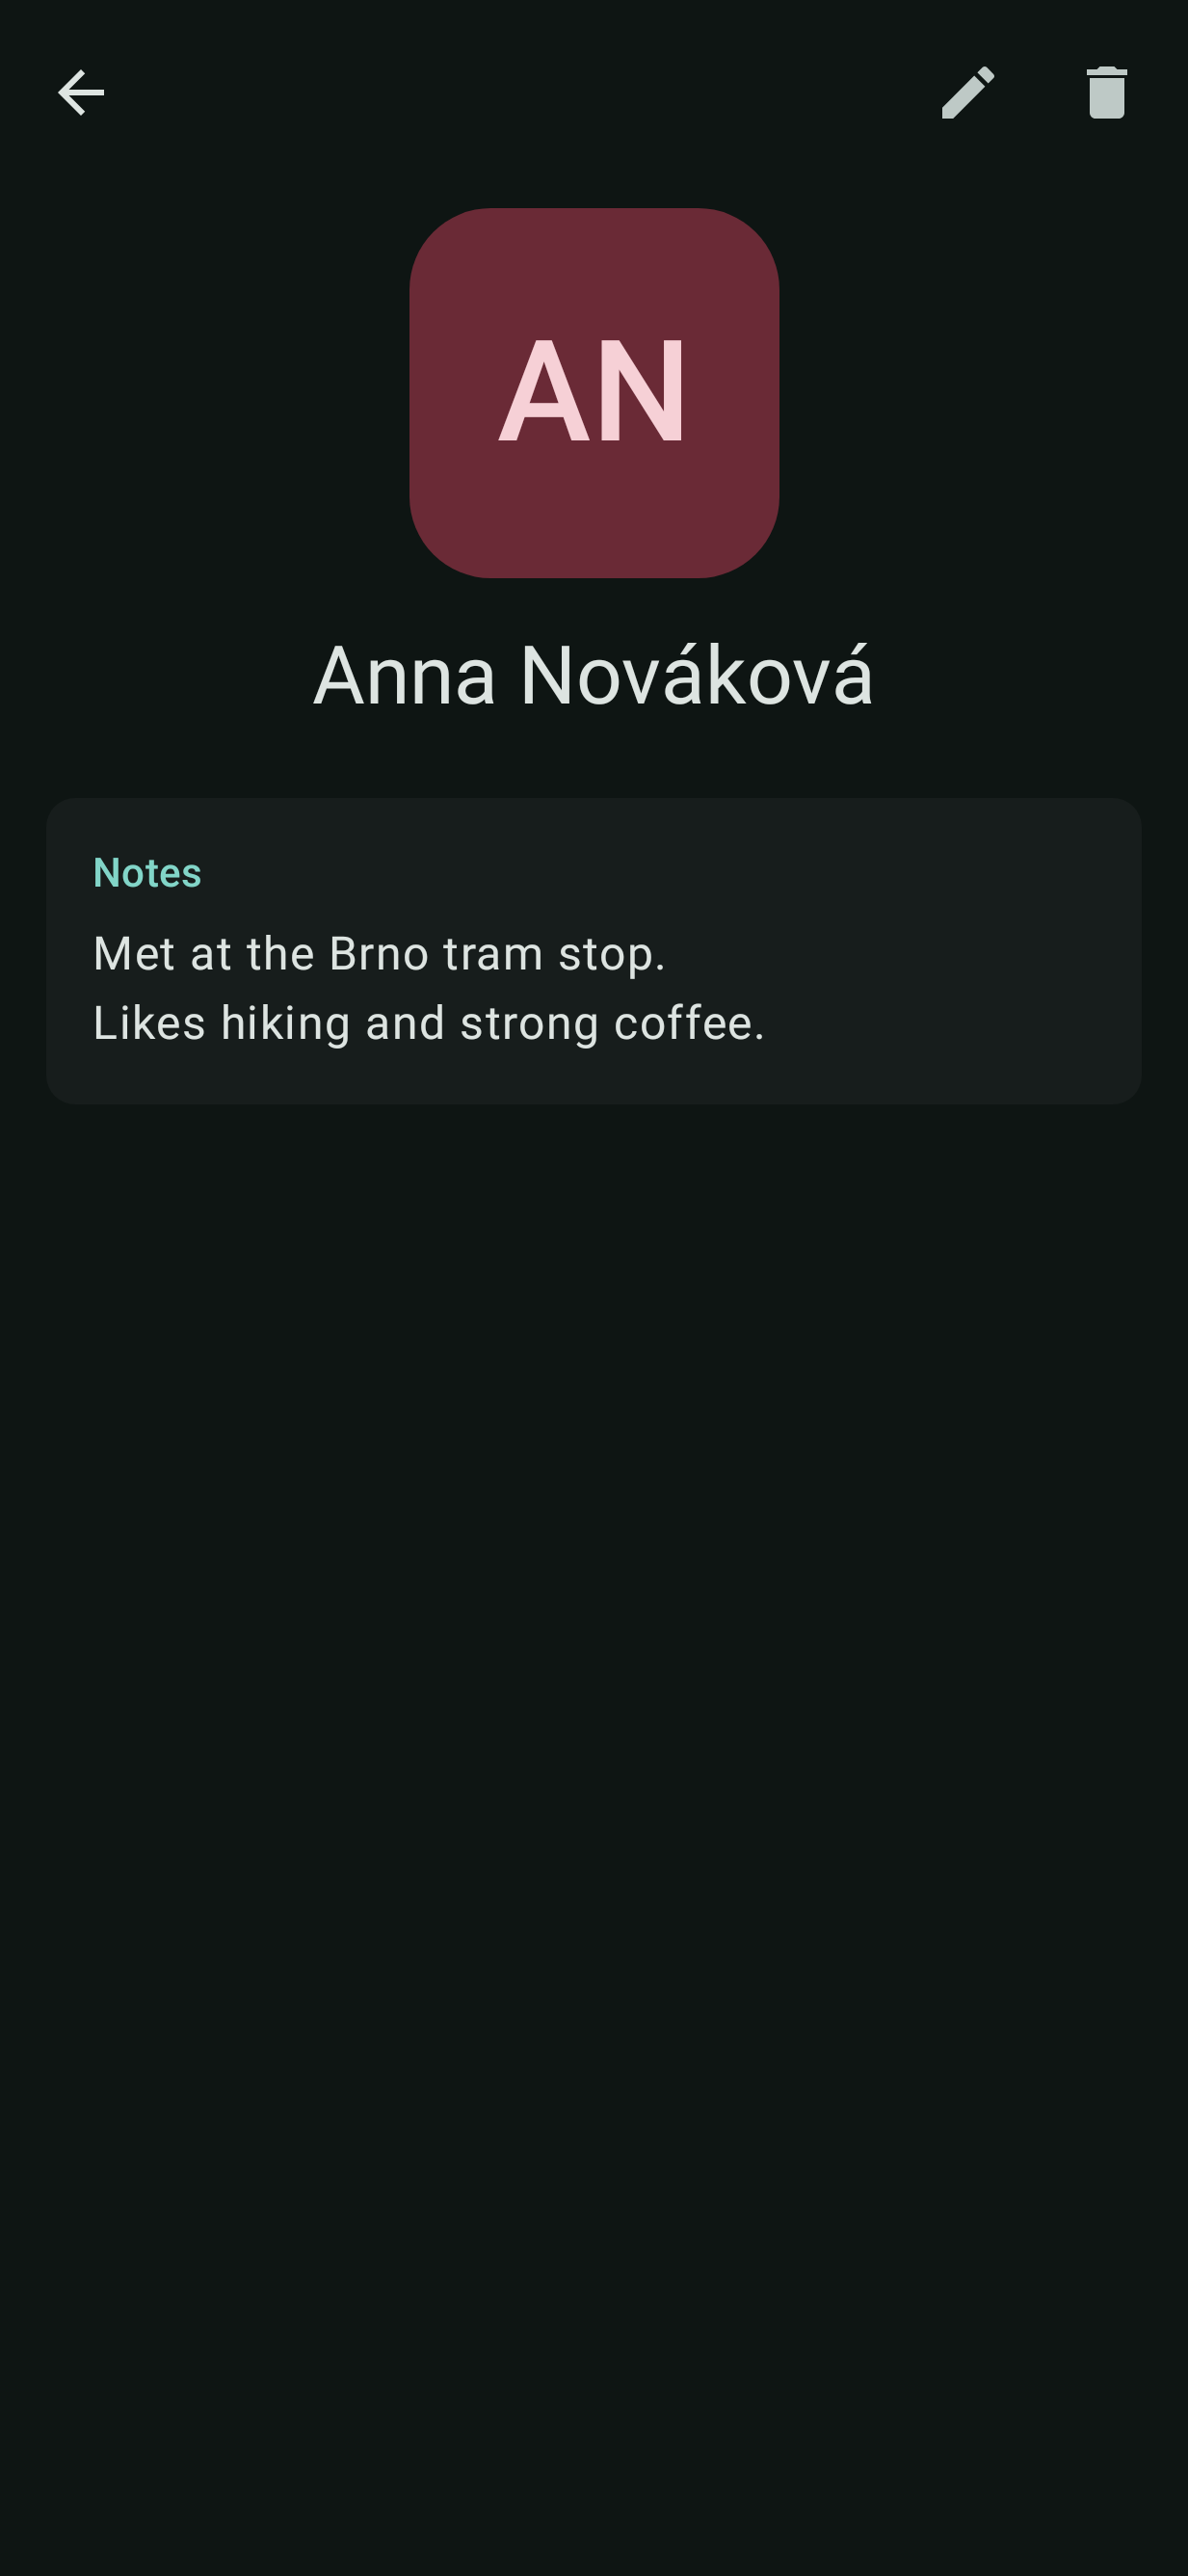 AN
Anna Nováková
Notes
Met at the Brno tram stop.
Likes hiking and strong coffee.